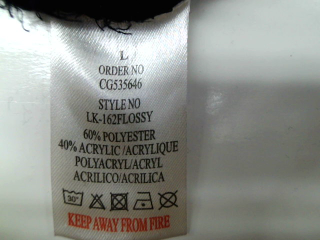 L
ORDER NO
CG535646
STYLE NO
LK-162FLOSSY
60% POLYESTER
40% ACRYLIC /ACRYLIQUE
POLYACRYL/ACRYL
ACRILICO/ACRILICA
30°
KEEP AWAY FROM FIRE